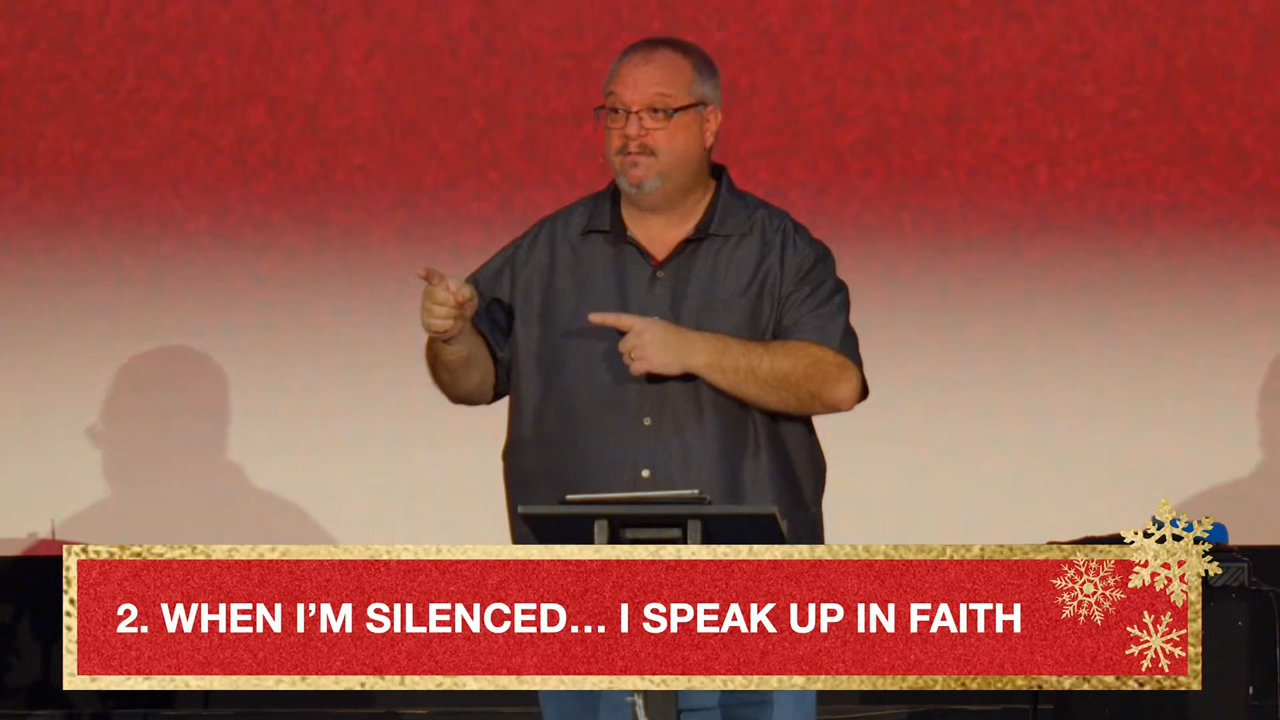 2. WHEN I’M SILENCED… I SPEAK UP IN FAITH